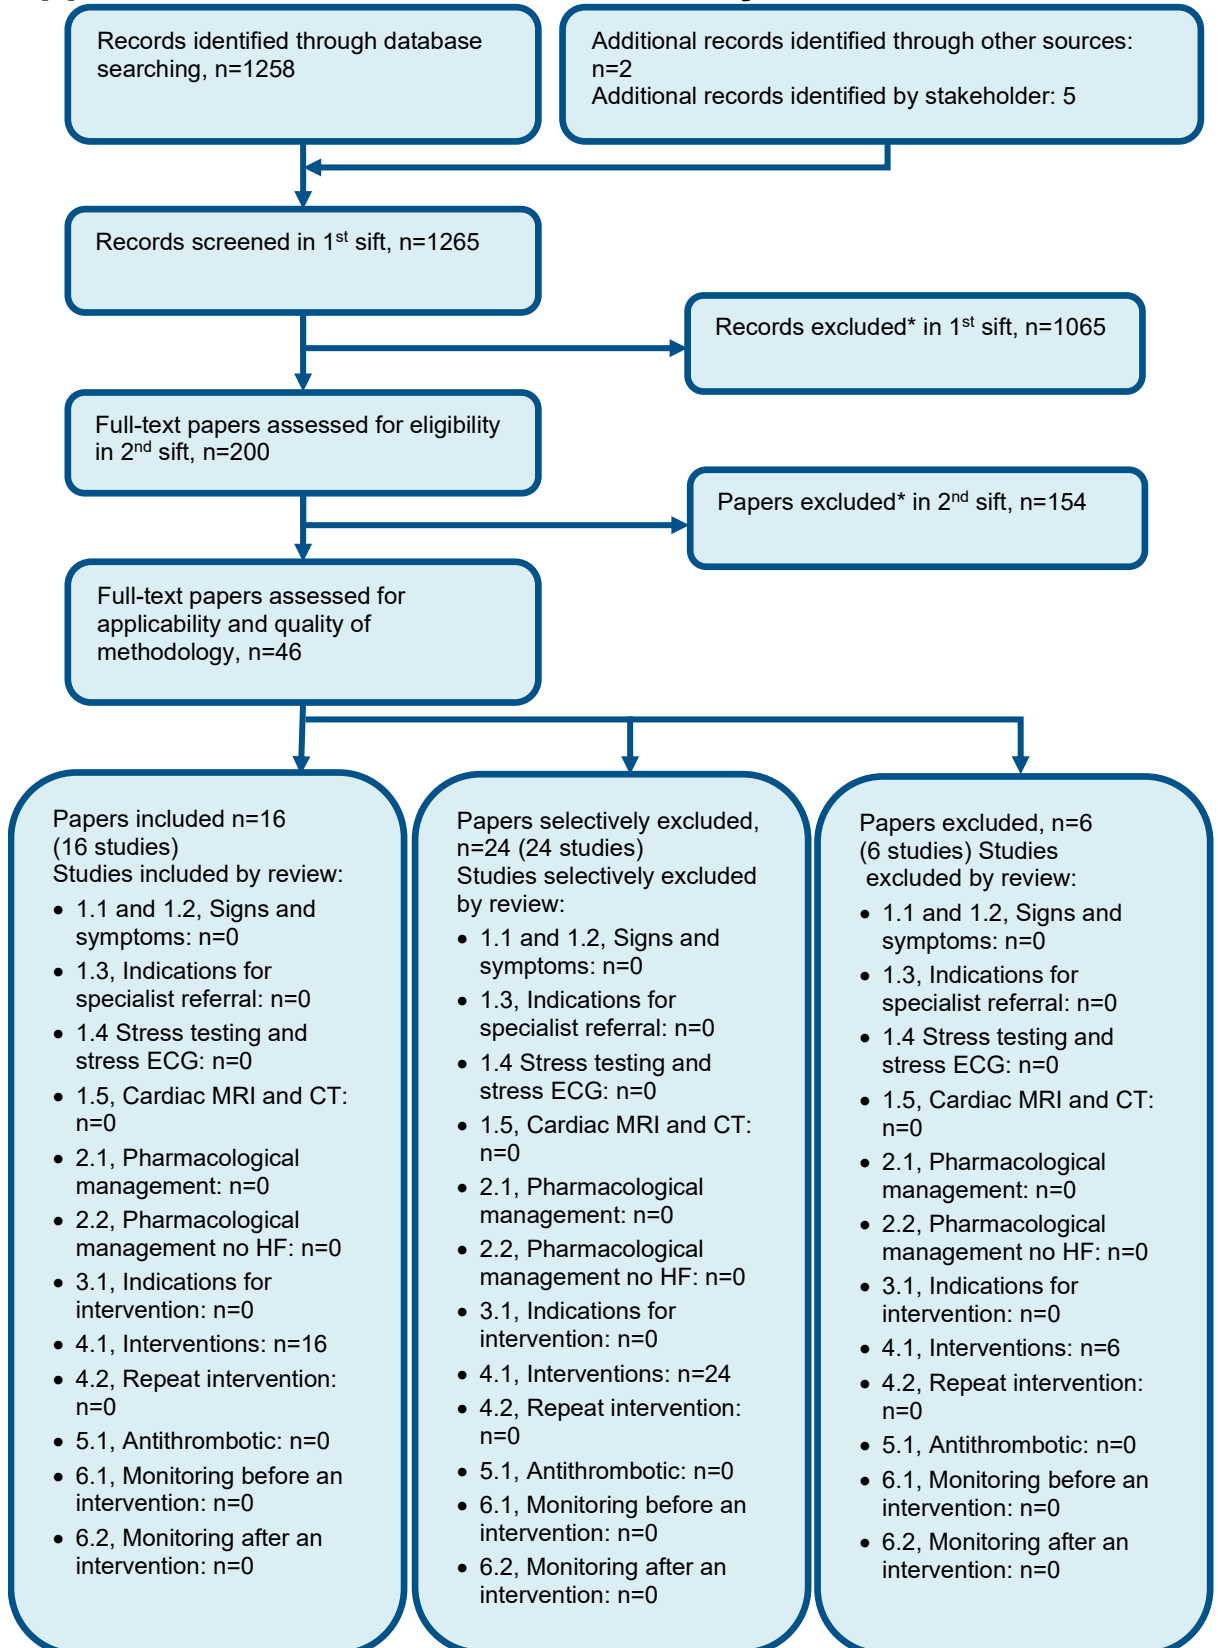 Records identified through database
searching, n=1258
Additional records identified through other sources:
n=2
Additional records identified by stakeholder: 5
Records screened in 1st sift, n=1265
Records excluded* in 1st sift, n=1065
Full-text papers assessed for eligibility
in 2nd sift, n=200
Papers excluded* in 2nd sift, n=154
Full-text papers assessed for
applicability and quality of
methodology, n=46
Papers included n=16
(16 studies)
Studies included by review:
• 1.1 and 1.2, Signs and
symptoms: n=0
• 1.3, Indications for
specialist referral: n=0
• 1.4 Stress testing and
stress ECG: n=0
• 1.5, Cardiac MRI and CT:
n=0
• 2.1, Pharmacological
management: n=0
• 2.2, Pharmacological
management no HF: n=0
• 3.1, Indications for
intervention: n=0
• 4.1, Interventions: n=16
• 4.2, Repeat intervention:
n=0
• 5.1, Antithrombotic: n=0
• 6.1, Monitoring before an
intervention: n=0
• 6.2, Monitoring after an
intervention: n=0
Papers selectively excluded,
n=24 (24 studies)
Studies selectively excluded
by review:
• 1.1 and 1.2, Signs and
symptoms: n=0
• 1.3, Indications for
specialist referral: n=0
• 1.4 Stress testing and
stress ECG: n=0
• 1.5, Cardiac MRI and CT:
n=0
• 2.1, Pharmacological
management: n=0
• 2.2, Pharmacological
management no HF: n=0
• 3.1, Indications for
intervention: n=0
• 4.1, Interventions: n=24
• 4.2, Repeat intervention:
n=0
• 5.1, Antithrombotic: n=0
• 6.1, Monitoring before an
intervention: n=0
• 6.2, Monitoring after an
intervention: n=0
Papers excluded, n=6
(6 studies) Studies
excluded by review:
• 1.1 and 1.2, Signs and
symptoms: n=0
• 1.3, Indications for
specialist referral: n=0
• 1.4 Stress testing and
stress ECG: n=0
• 1.5, Cardiac MRI and CT:
n=0
• 2.1, Pharmacological
management: n=0
• 2.2, Pharmacological
management no HF: n=0
• 3.1, Indications for
intervention: n=0
• 4.1, Interventions: n=6
• 4.2, Repeat intervention:
n=0
• 5.1, Antithrombotic: n=0
• 6.1, Monitoring before an
intervention: n=0
• 6.2, Monitoring after an
intervention: n=0